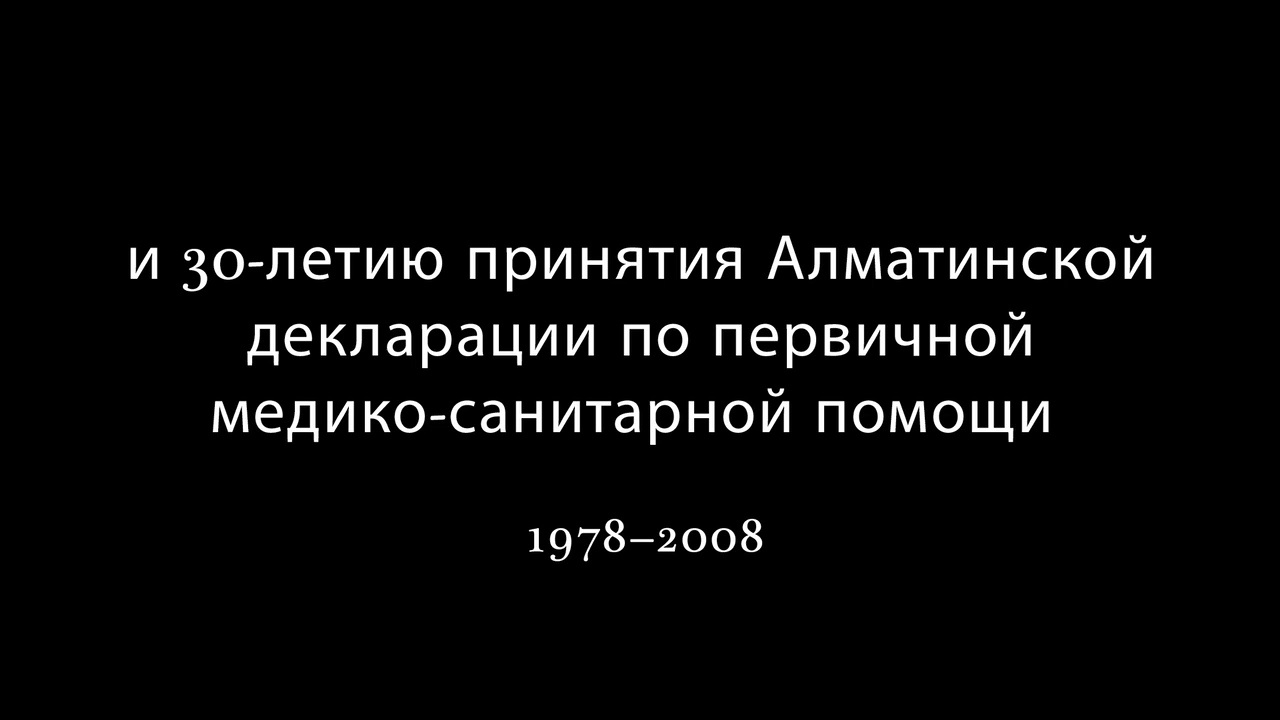 и 30-летию принятия Алматинской
декларации по первичной
медико-санитарной помощи
1978–2008